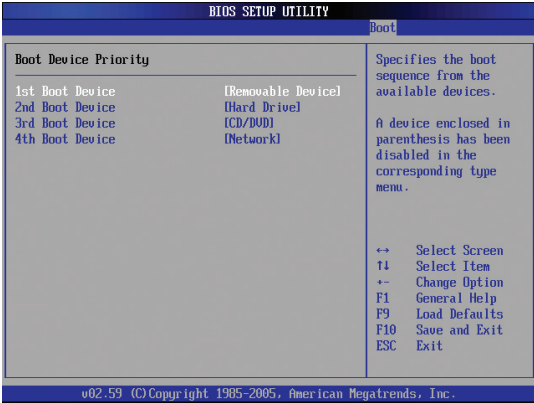 BIOS SETUP UTILITY
Boot
Boot Device Priority
1st Boot Device [Removable Device]
2nd Boot Device [Hard Drive]
3rd Boot Device [CD/DVD]
4th Boot Device [Network]
Specifies the boot
sequence from the
available devices.
A device enclosed in
parenthesis has been
disabled in the
corresponding type
menu.
↔ Select Screen
↑↓ Select Item
+- Change Option
F1 General Help
F9 Load Defaults
F10 Save and Exit
ESC Exit
v02.59 (C)Copyright 1985-2005, American Megatrends, Inc.